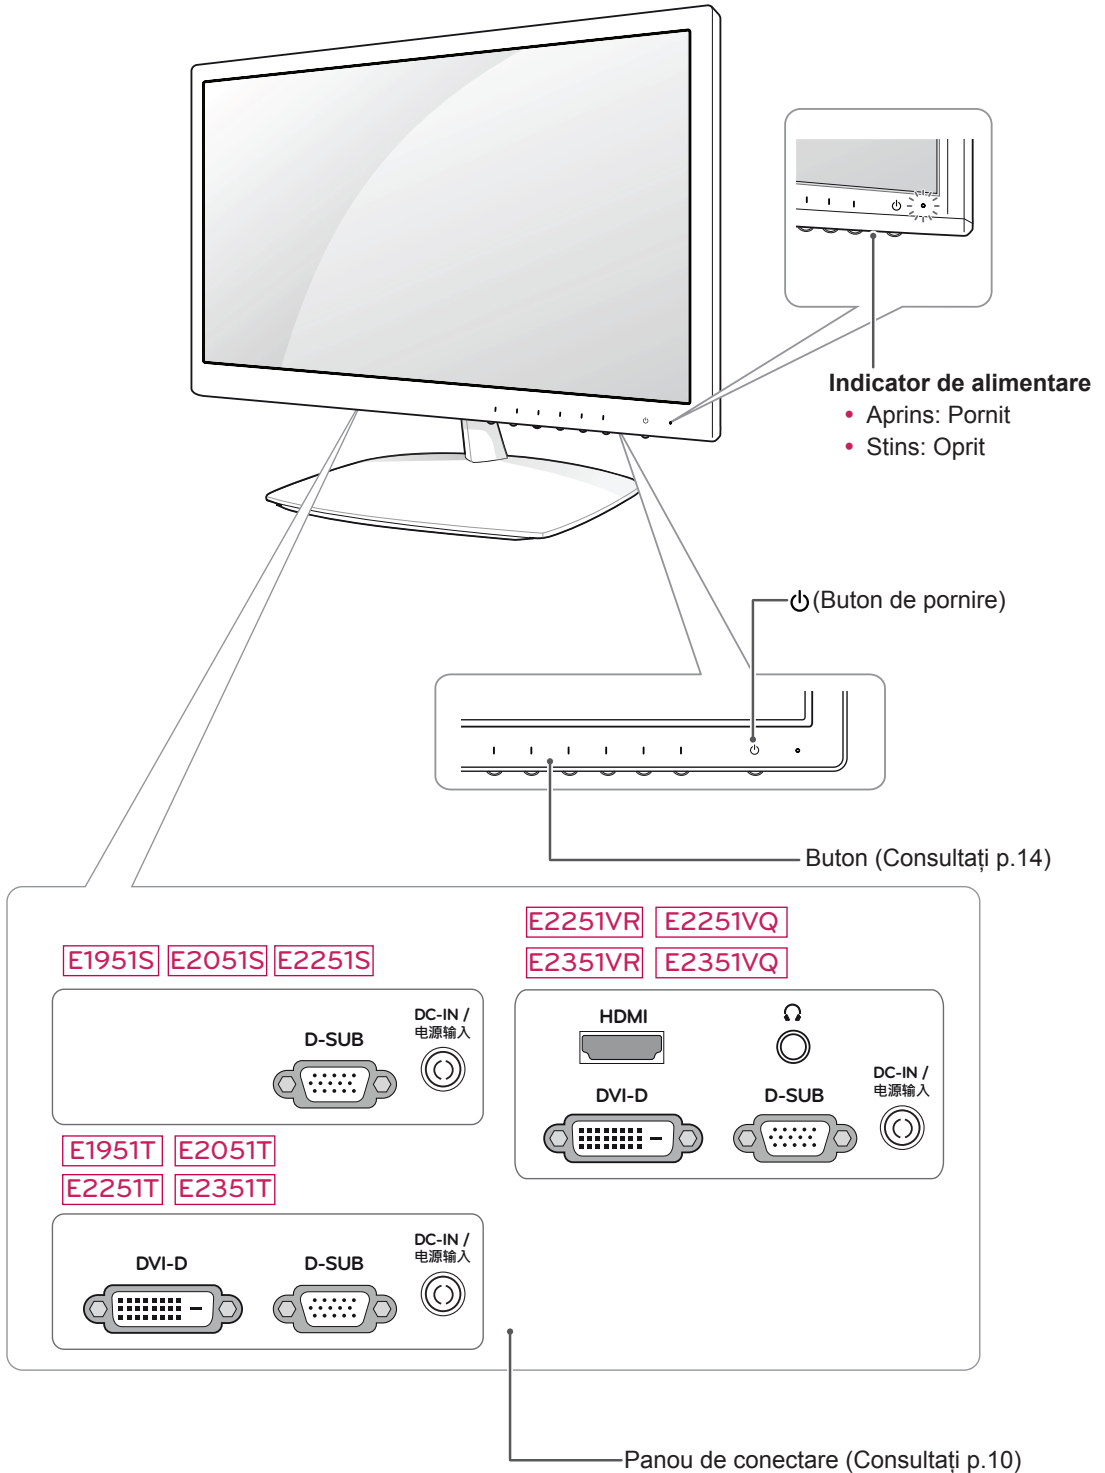 Indicator de alimentare
• Aprins: Pornit
• Stins: Oprit
(Buton de pornire)
Buton (Consultați p.14)
E1951S E2051S E2251S
D-SUB
DC-IN /
电源输入
E1951T E2051T
E2251T E2351T
DVI-D
D-SUB
DC-IN /
电源输入
E2251VR E2251VQ
E2351VR E2351VQ
HDMI
DVI-D
D-SUB
DC-IN /
电源输入
Panou de conectare (Consultați p.10)